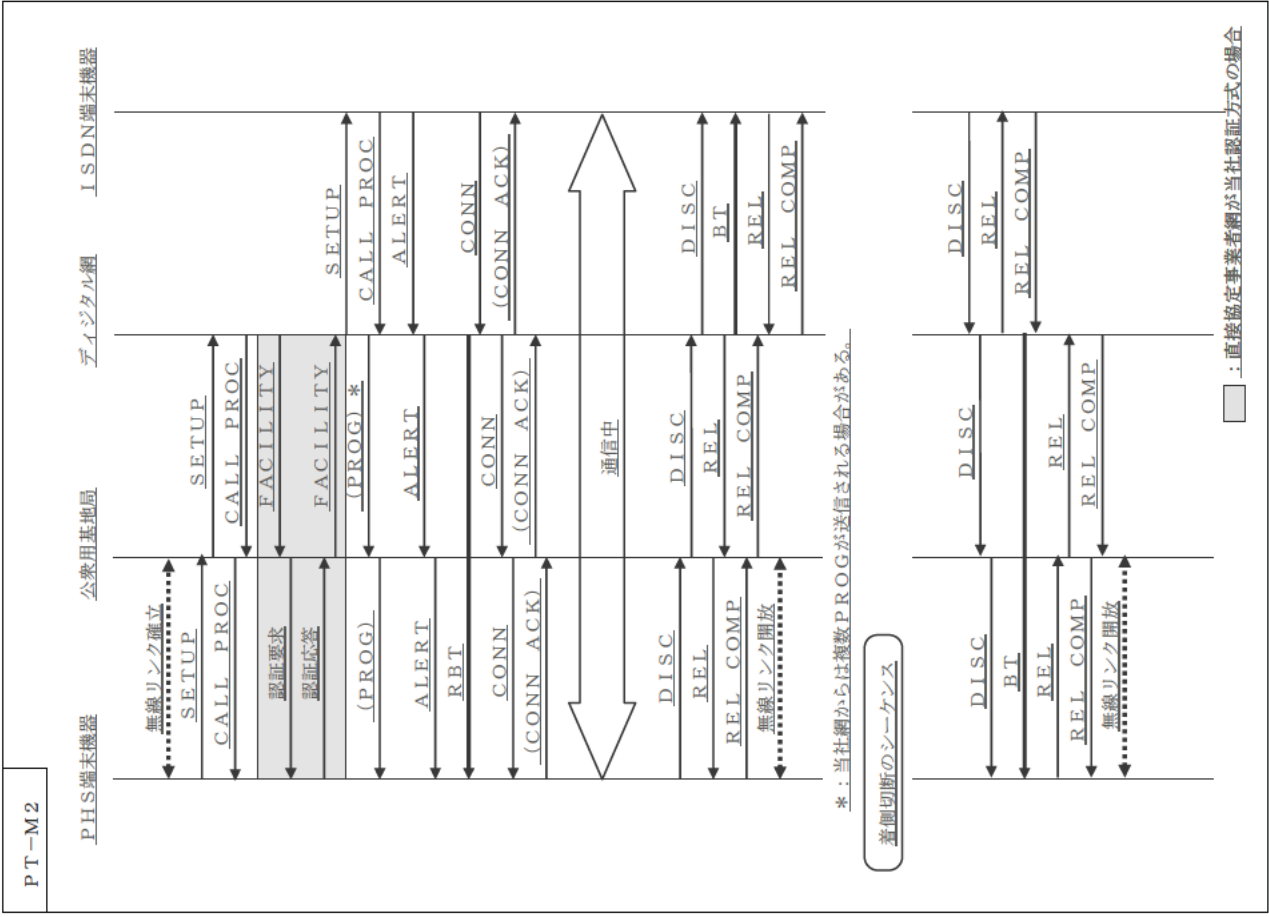 PT－M2
PHS端末機器
公衆用基地局
ディジタル網
ISDN端末機器
無線リンク確立
SETUP
SETUP
CALL PROC
CALL PROC
FACILITY
認証要求
認証応答
FACILITY
SETUP
(PROG)
(PROG) *
CALL PROC
ALERT
ALERT
ALERT
RBT
CONN
CONN
CONN
(CONN ACK)
(CONN ACK)
(CONN ACK)
通信中
DISC
DISC
DISC
REL
REL
BT
REL COMP
REL COMP
REL
無線リンク開放
REL COMP
*：当社網からは複数PROGが送信される場合がある。
着側切断のシーケンス
DISC
DISC
DISC
REL
BT
REL COMP
REL
REL
REL COMP
REL COMP
無線リンク開放
：直接協定事業者網が当社認証方式の場合